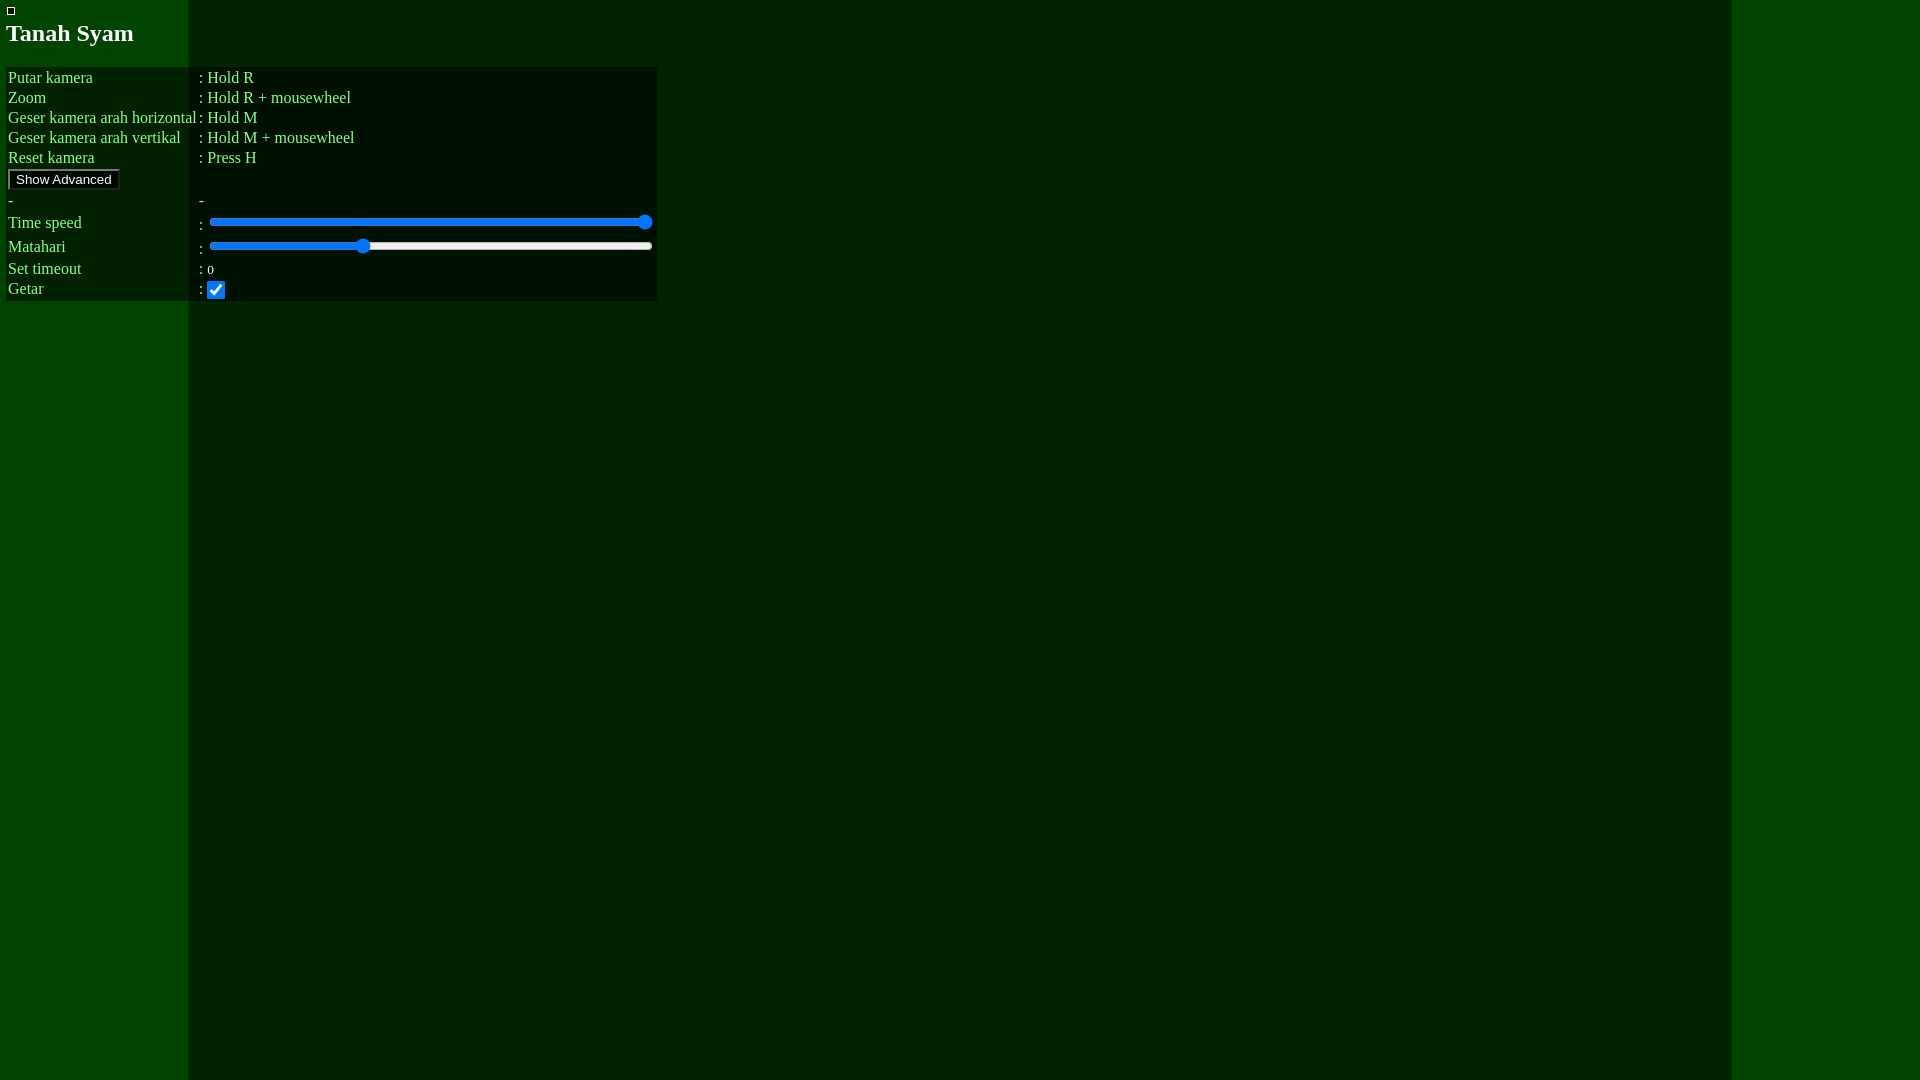 Tanah Syam
Putar kamera : Hold R
Zoom : Hold R + mousewheel
Geser kamera arah horizontal : Hold M
Geser kamera arah vertikal : Hold M + mousewheel
Reset kamera : Press H
Show Advanced
- -
Time speed :
Matahari :
Set timeout : 0
Getar :